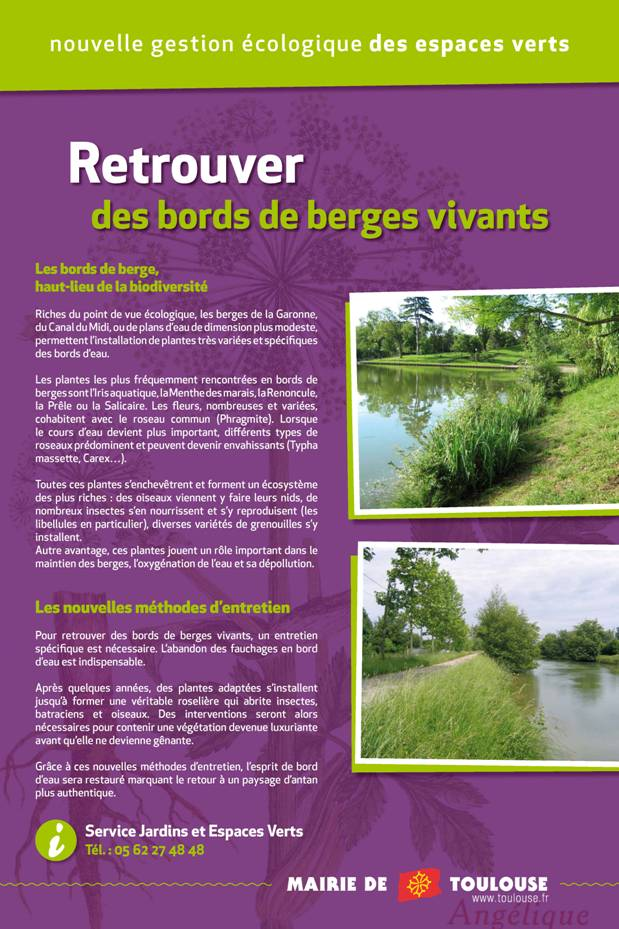 nouvelle gestion écologique des espaces verts
Retrouver
des bords de berges vivants
Les bords de berge,
haut-lieu de la biodiversité
Riches du point de vue écologique, les berges de la Garonne,
du Canal du Midi, ou de plans d'eau de dimension plus modeste,
permettent l'installation de plantes très variées et spécifiques
des bords d'eau.
Les plantes les plus fréquemment rencontrées en bords de
berges sont l'Iris aquatique, la Menthe des marais, la Renoncule,
la Prêle ou la Salicaire. Les fleurs, nombreuses et variées,
cohabitent avec le roseau commun (Phragmite). Lorsque
le cours d'eau devient plus important, différents types de
roseaux prédominent et peuvent devenir envahissants (Typha
massette, Carex...).
Toutes ces plantes s'enchevêtrent et forment un écosystème
des plus riches : des oiseaux viennent y faire leurs nids, de
nombreux insectes s'en nourrissent et s'y reproduisent (les
libellules en particulier), diverses variétés de grenouilles s'y
installent.
Autre avantage, ces plantes jouent un rôle important dans le
maintien des berges, l'oxygénation de l'eau et sa dépollution.
Les nouvelles méthodes d'entretien
Pour retrouver des bords de berges vivants, un entretien
spécifique est nécessaire. L'abandon des fauchages en bord
d'eau est indispensable.
Après quelques années, des plantes adaptées s'installent
jusqu'à former une véritable roselière qui abrite insectes,
batraciens et oiseaux. Des interventions seront alors
nécessaires pour contenir une végétation devenue luxuriante
avant qu'elle ne devienne gênante.
Grâce à ces nouvelles méthodes d'entretien, l'esprit de bord
d'eau sera restauré marquant le retour à un paysage d'antan
plus authentique.
i
Service Jardins et Espaces Verts
Tél. : 05 62 27 48 48
MAIRIE DE TOULOUSE
www.toulouse.fr
Angélique